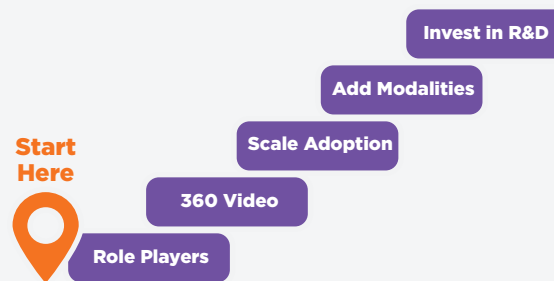 Invest in R&D
Add Modalities
Scale Adoption
Start
Here
360 Video
Role Players